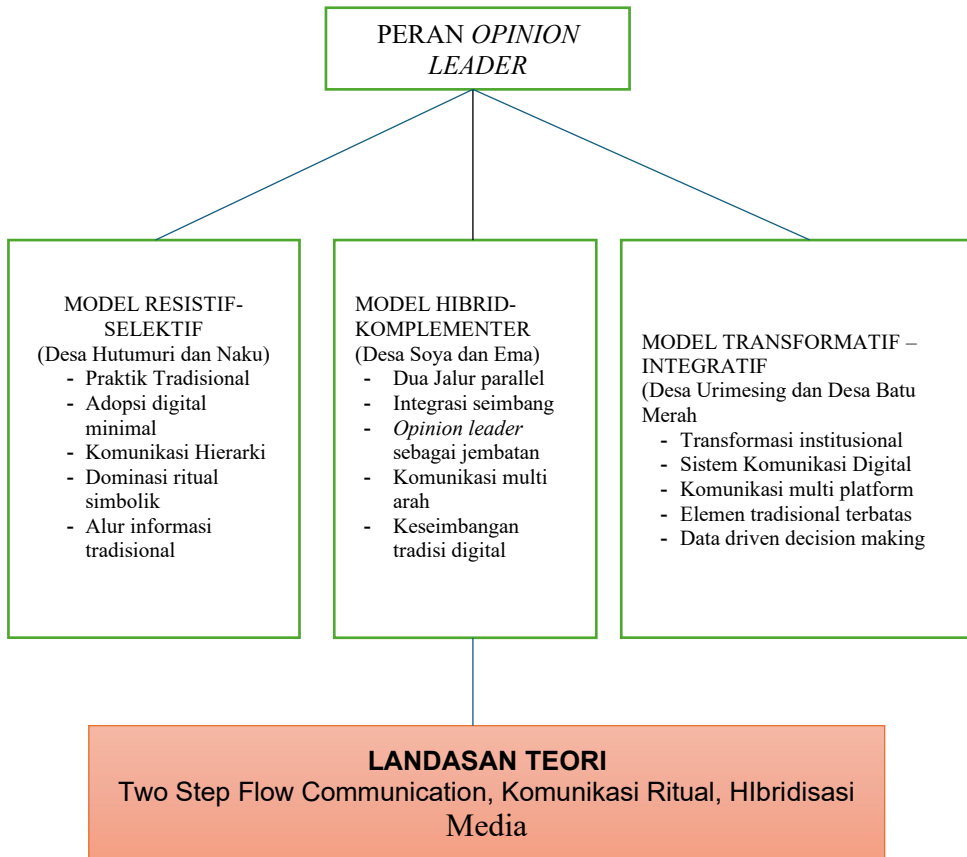 PERAN OPINION
LEADER
MODEL RESISTIF-
SELEKTIF
(Desa Hutumuri dan Naku)
- Praktik Tradisional
- Adopsi digital
minimal
- Komunikasi Hierarki
- Dominasi ritual
simbolik
- Alur informasi
tradisional
MODEL HIBRID-
KOMPLEMENTER
(Desa Soya dan Ema)
- Dua Jalur parallel
- Integrasi seimbang
- Opinion leader
sebagai jembatan
- Komunikasi multi
arah
- Keseimbangan
tradisi digital
MODEL TRANSFORMATIF –
INTEGRATIF
(Desa Urimesing dan Desa Batu
Merah
- Transformasi institusional
- Sistem Komunikasi Digital
- Komunikasi multi platform
- Elemen tradisional terbatas
- Data driven decision making
LANDASAN TEORI
Two Step Flow Communication, Komunikasi Ritual, HIbridisasi
Media